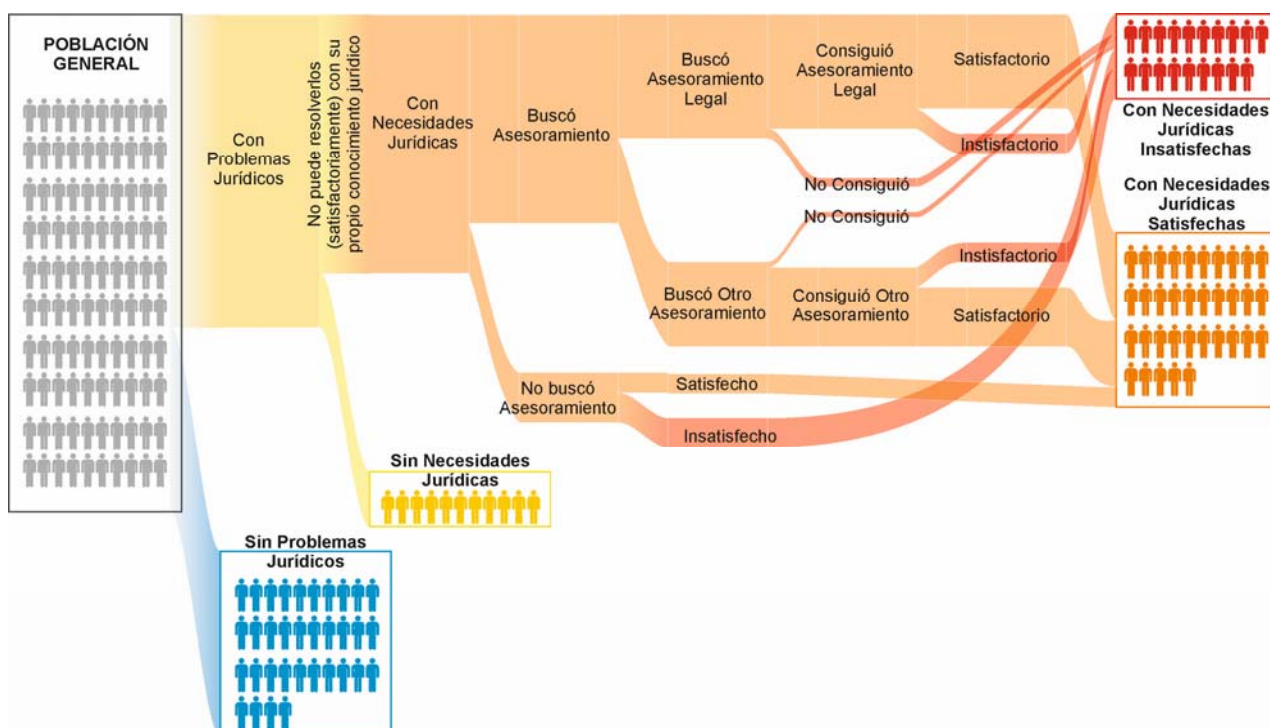 POBLACIÓN
GENERAL
Con
Problemas
Jurídicos
No puede resolverlos
(satisfactoriamente) con su
propio conocimiento jurídico
Con
Necesidades
Jurídicas
Buscó
Asesoramiento
Buscó
Asesoramiento
Legal
Consiguió
Asesoramiento
Legal
Satisfactorio
Instisfactorio
No Consiguió
No Consiguió
Instisfactorio
Buscó Otro
Asesoramiento
Consiguió Otro
Asesoramiento
Satisfactorio
No buscó
Asesoramiento
Satisfecho
Insatisfecho
Con Necesidades
Jurídicas
Insatisfechas
Con Necesidades
Jurídicas
Satisfechas
Sin Necesidades
Jurídicas
Sin Problemas
Jurídicos